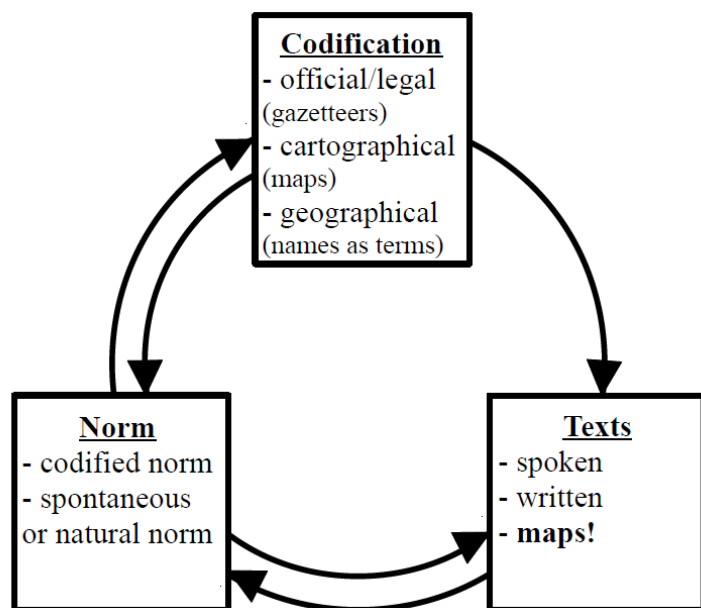 Codification
- official/legal
(gazetteers)
- cartographical
(maps)
- geographical
(names as terms)
Norm
- codified norm
- spontaneous
or natural norm
Texts
- spoken
- written
- maps!